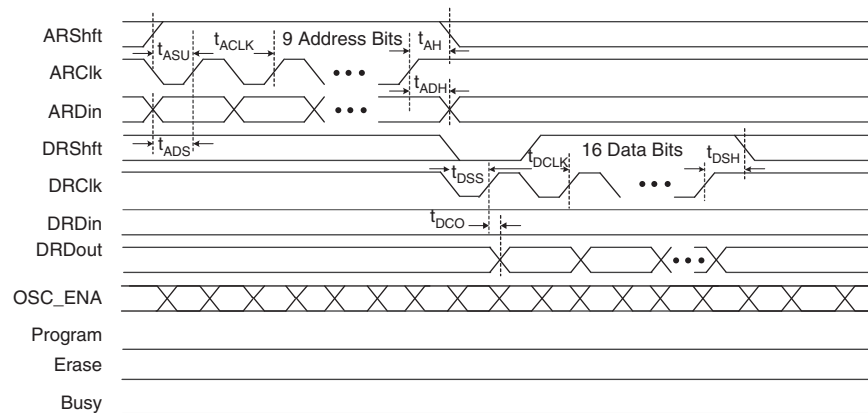 ARShft
tASU
tACLK
9 Address Bits
tAH
ARClk
tADH
ARDin
tADS
DRShft
16 Data Bits
tDCLK
tDSS
tDSH
DRClk
DRDin
tDCO
DRDout
OSC_ENA
Program
Erase
Busy